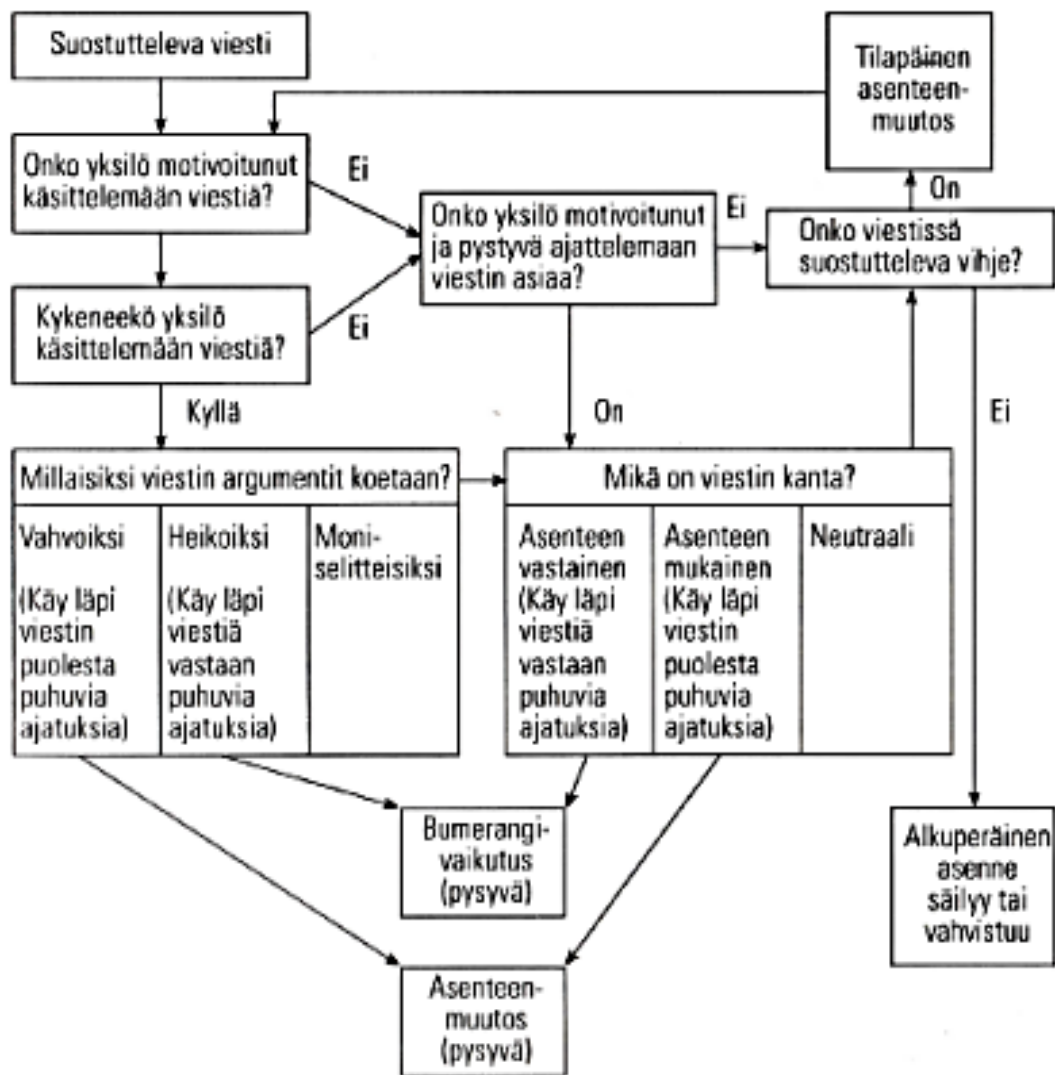 Suostutteleva viesti
Tilapäinen
asenteen-
muutos
Onko yksilö motivoitunut
käsittelemään viestiä?
Ei
On
Onko yksilö motivoitunut
ja pystyvä ajattelemaan
viestin asiaa?
Ei
Onko viestissä
suostutteleva vihje?
Kykeneekö yksilö
käsittelemään viestiä?
Ei
Kyllä
On
Ei
Millaisiksi viestin argumentit koetaan?
Vahvoiksi
(Käy läpi
viestin
puolesta
puhuvia
ajatuksia)
Heikoiksi
(Käy läpi
viestiä
vastaan
puhuvia
ajatuksia)
Moni-
selitteisiksi
Mikä on viestin kanta?
Asenteen
vastainen
(Käy läpi
viestiä
vastaan
puhuvia
ajatuksia)
Asenteen
mukainen
(Käy läpi
viestin
puolesta
puhuvia
ajatuksia)
Neutraali
Bumerangi-
vaikutus
(pysyvä)
Alkuperäinen
asenne
säilyy tai
vahvistuu
Asenteen-
muutos
(pysyvä)